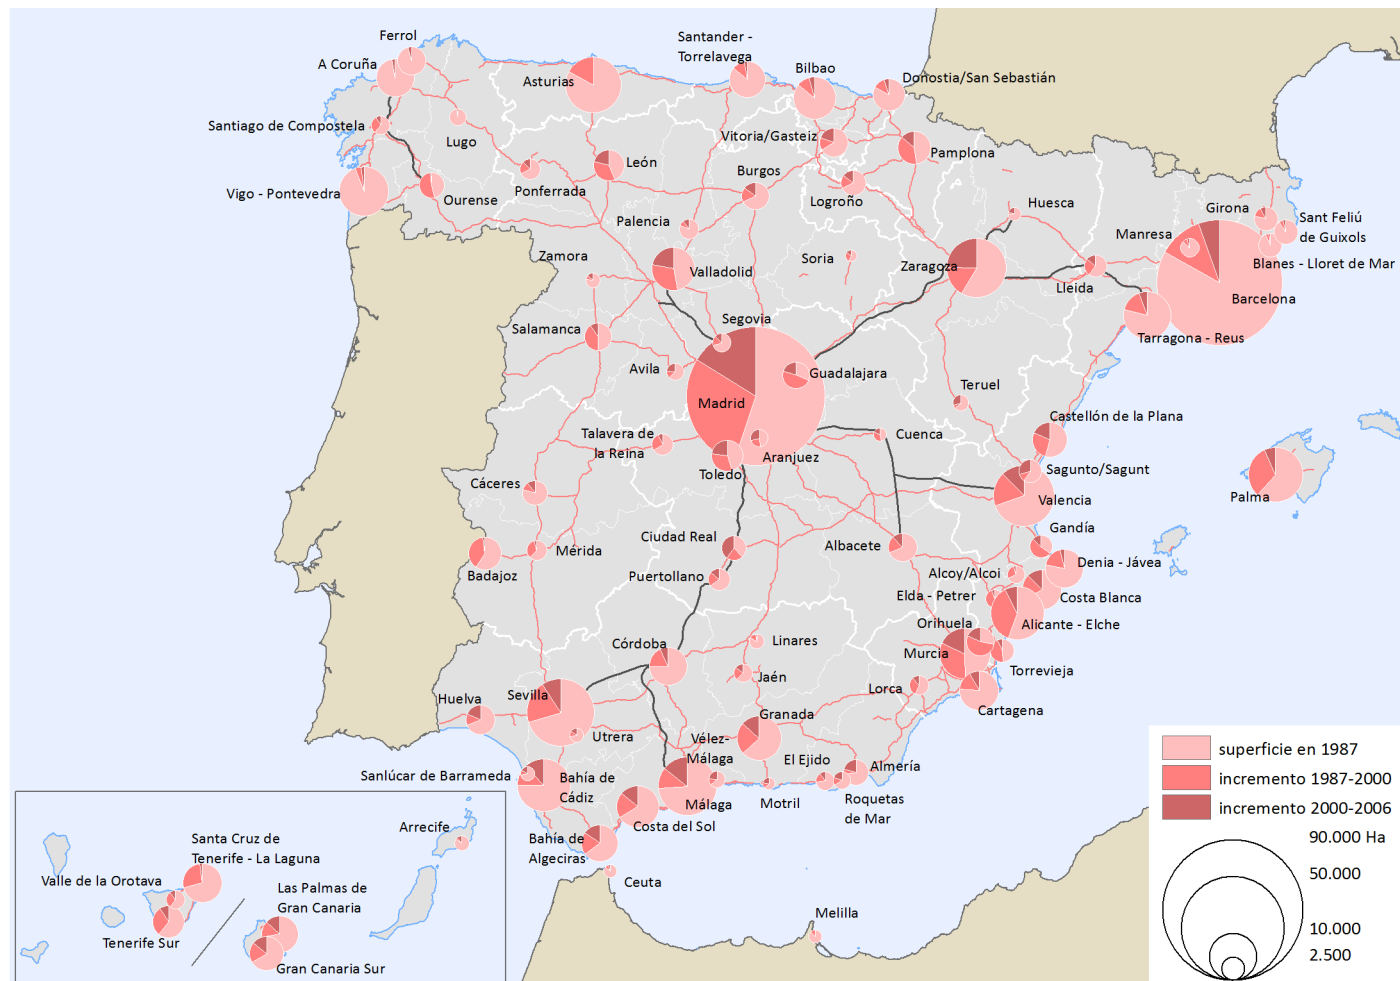 Ferrol
A Coruña
Santander -
Torrelavega
Bilbao
Asturias
Donostia/San Sebastián
Santiago de Compostela
Lugo
León
Vitoria/Gasteiz
Pamplona
Ponferrada
Burgos
Logroño
Vigo - Pontevedra
Ourense
Palencia
Huesca
Girona
Sant Feliú
de Guixols
Manresa
Blanes - Lloret de Mar
Zamora
Valladolid
Soria
Zaragoza
Lleida
Barcelona
Salamanca
Segovia
Tarragona - Reus
Avila
Guadalajara
Teruel
Madrid
Castellón de la Plana
Talavera de
la Reina
Cuenca
Aranjuez
Toledo
Sagunto/Sagunt
Cáceres
Valencia
Palma
Gandía
Ciudad Real
Albacete
Mérida
Badajoz
Denia - Jávea
Puertollano
Alcoy/Alcoi
Elda - Petrer
Costa Blanca
Alicante - Elche
Orihuela
Linares
Córdoba
Murcia
Torrevieja
Jaén
Lorca
Sevilla
Huelva
Cartagena
Granada
Utrera
Vélez-
Málaga
El Ejido
Almería
Sanlúcar de Barrameda
Bahía de
Cádiz
Málaga
Motril
Roquetas
de Mar
Costa del Sol
Bahía de
Algeciras
Ceuta
Melilla
Arrecife
Santa Cruz de
Tenerife - La Laguna
Valle de la Orotava
Las Palmas de
Gran Canaria
Tenerife Sur
Gran Canaria Sur
superficie en 1987
incremento 1987-2000
incremento 2000-2006
90.000 Ha
50.000
10.000
2.500